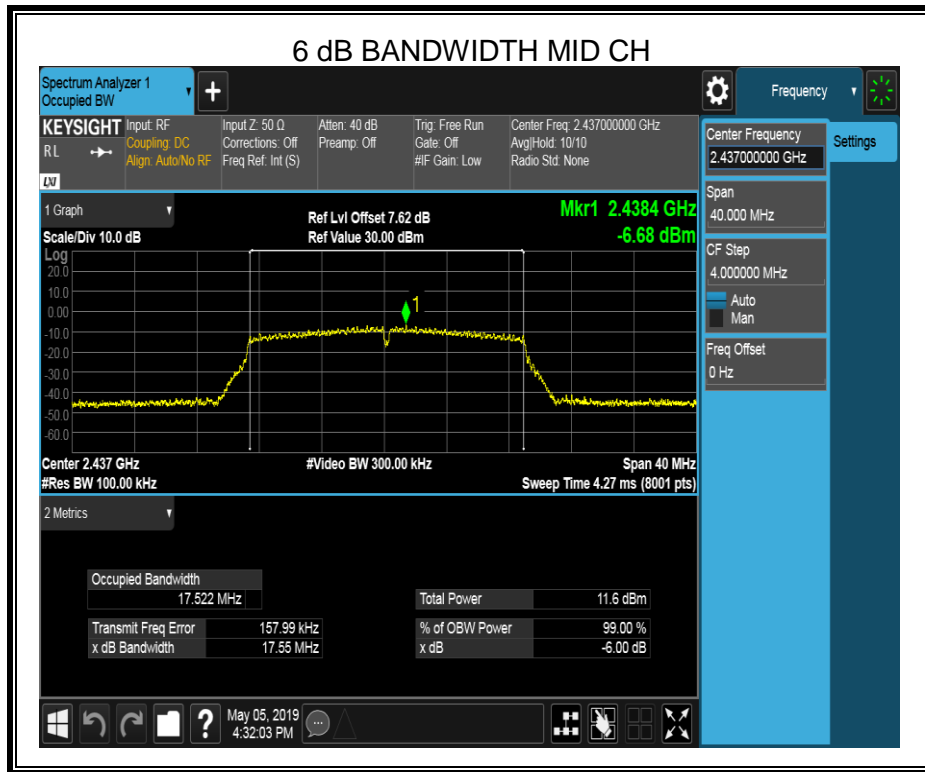 6 dB BANDWIDTH MID CH
Spectrum Analyzer 1
Occupied BW
+
Frequency
KEYSIGHT
RL
LXI
Input: RF
Coupling: DC
Align: Auto/No RF
Input Z: 50 Ω
Corrections: Off
Freq Ref: Int (S)
Atten: 40 dB
Preamp: Off
Trig: Free Run
Gate: Off
#IF Gain: Low
Center Freq: 2.437000000 GHz
Avg|Hold: 10/10
Radio Std: None
Center Frequency
2.437000000 GHz
Settings
Span
40.000 MHz
CF Step
4.000000 MHz
Auto
Man
Freq Offset
0 Hz
1 Graph
Ref Lvl Offset 7.62 dB
Mkr1 2.4384 GHz
Scale/Div 10.0 dB
Ref Value 30.00 dBm
-6.68 dBm
Log
20.0
10.0
0.00
-10.0
-20.0
-30.0
-40.0
-50.0
-60.0
1
Center 2.437 GHz
#Video BW 300.00 kHz
Span 40 MHz
#Res BW 100.00 kHz
Sweep Time 4.27 ms (8001 pts)
2 Metrics
Occupied Bandwidth
17.522 MHz
Total Power 11.6 dBm
Transmit Freq Error 157.99 kHz
% of OBW Power 99.00 %
x dB Bandwidth 17.55 MHz
x dB -6.00 dB
?
May 05, 2019
4:32:03 PM